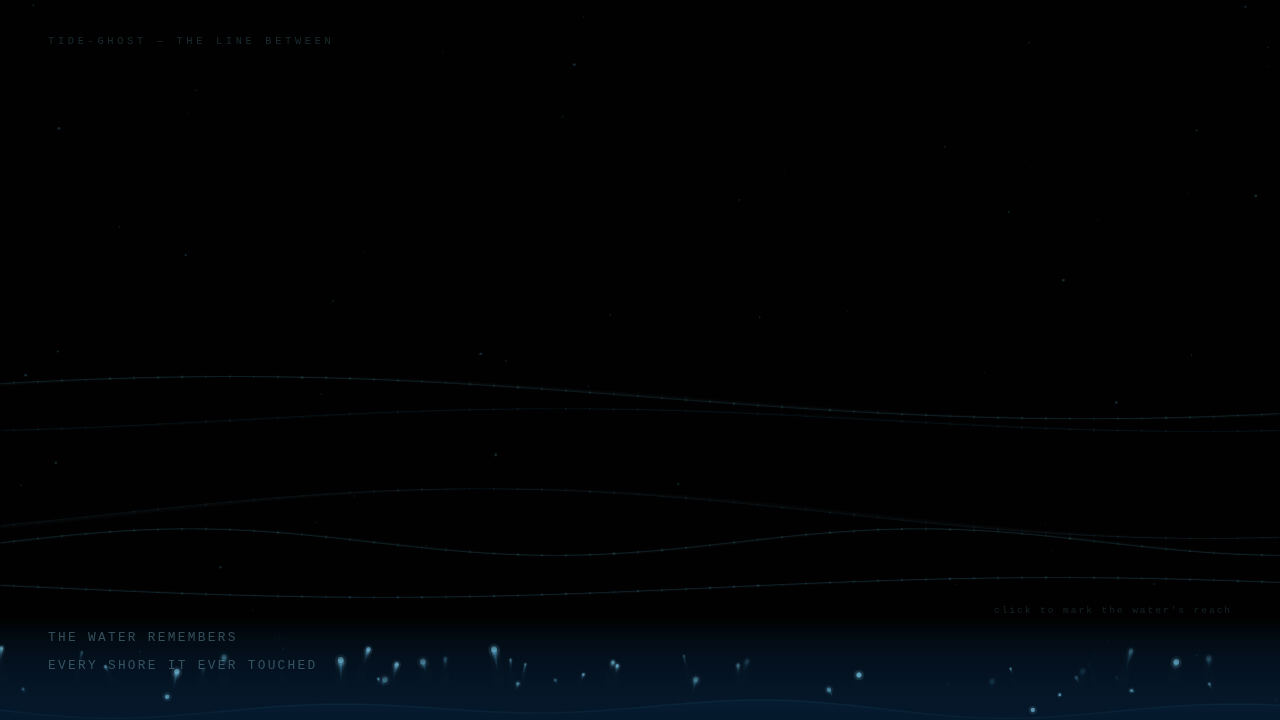 TIDE-GHOST — THE LINE BETWEEN
click to mark the water's reach
THE WATER REMEMBERS
EVERY SHORE IT EVER TOUCHED